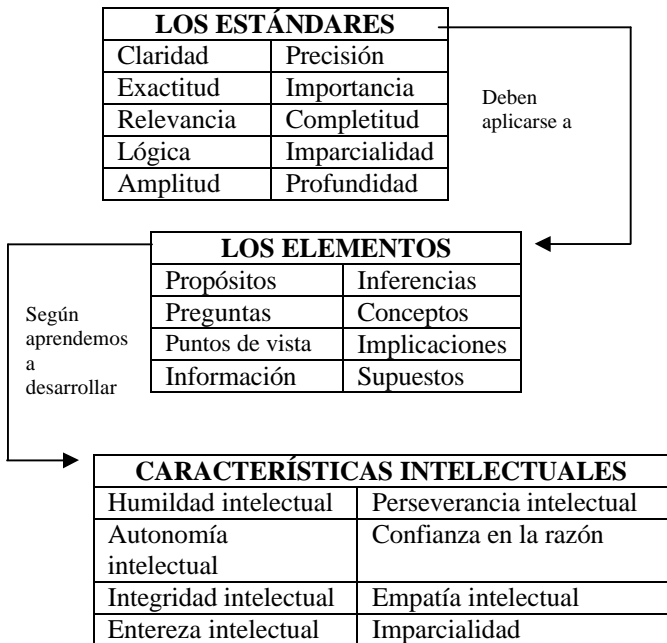 LOS ESTÁNDARES
Claridad Precisión
Exactitud Importancia
Relevancia Completitud
Lógica Imparcialidad
Amplitud Profundidad
Deben
aplicarse a
LOS ELEMENTOS
Propósitos Inferencias
Preguntas Conceptos
Puntos de vista Implicaciones
Información Supuestos
Según
aprendemos
a
desarrollar
CARACTERÍSTICAS INTELECTUALES
Humildad intelectual Perseverancia intelectual
Autonomía Confianza en la razón
intelectual
Integridad intelectual Empatía intelectual
Entereza intelectual Imparcialidad